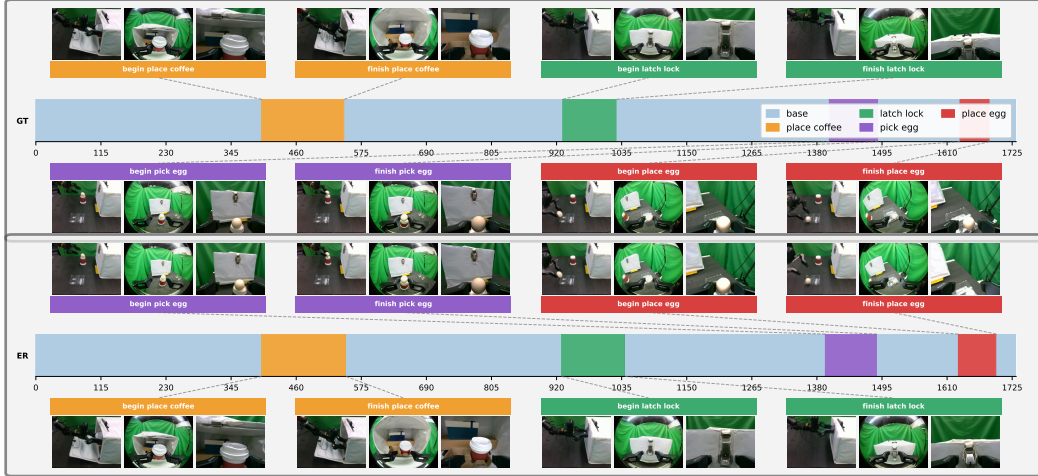 begin place coffee finish place coffee begin latch lock finish latch lock
GT
base latch lock place egg
place coffee pick egg
0 115 230 345 460 575 690 805 920 1035 1150 1265 1380 1495 1610 1725
begin pick egg finish pick egg begin place egg finish place egg
begin pick egg finish pick egg begin place egg finish place egg
ER
0 115 230 345 460 575 690 805 920 1035 1150 1265 1380 1495 1610 1725
begin place coffee finish place coffee begin latch lock finish latch lock